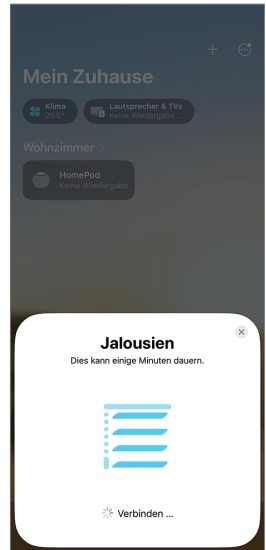 Mein Zuhause
Klima
25.5°
Lautsprecher & TVs
Keine Wiedergabe ...
Wohnzimmer >
HomePod
Keine Wiedergabe
Jalousien
Dies kann einige Minuten dauern.
Verbinden ...